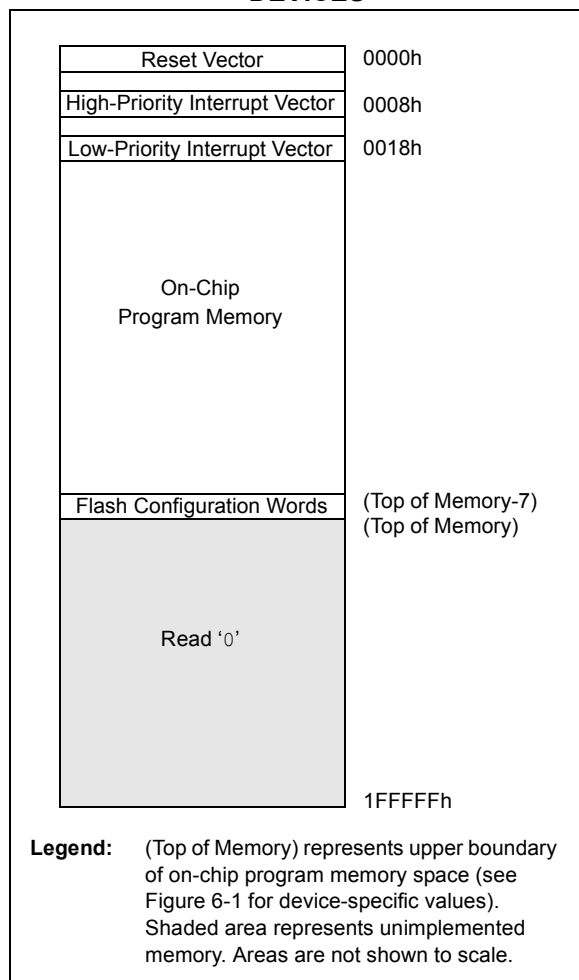 Reset Vector 0000h
High-Priority Interrupt Vector 0008h
Low-Priority Interrupt Vector 0018h
On-Chip
Program Memory
Flash Configuration Words (Top of Memory-7)
(Top of Memory)
Read ‘0’
1FFFFFh
Legend: (Top of Memory) represents upper boundary
of on-chip program memory space (see
Figure 6-1 for device-specific values).
Shaded area represents unimplemented
memory. Areas are not shown to scale.